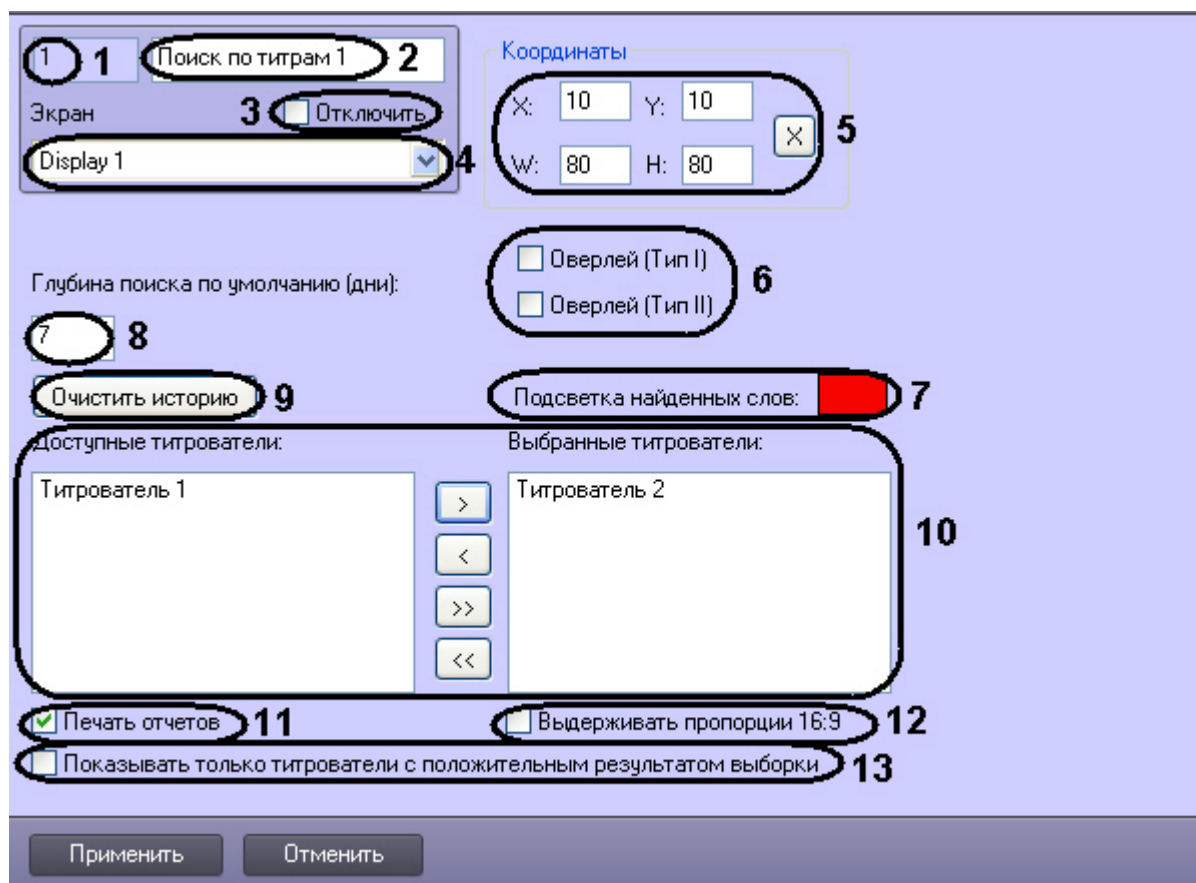 1 1 Поиск по титрам 1 2
Координаты
Экран 3 Отключить
X: 10 Y: 10
X 5
Display 1 4
W: 80 H: 80
Оверлей (Тип I)
6
Оверлей (Тип II)
Глубина поиска по умолчанию (дни):
7 8
Очистить историю 9
Подсветка найденных слов: 7
Доступные титрователи: Выбранные титрователи:
Титрователь 1 > Титрователь 2
10
<
>>
<<
Печать отчетов 11 Выдерживать пропорции 16:9 12
Показывать только титрователи с положительным результатом выборки 13
Применить Отменить